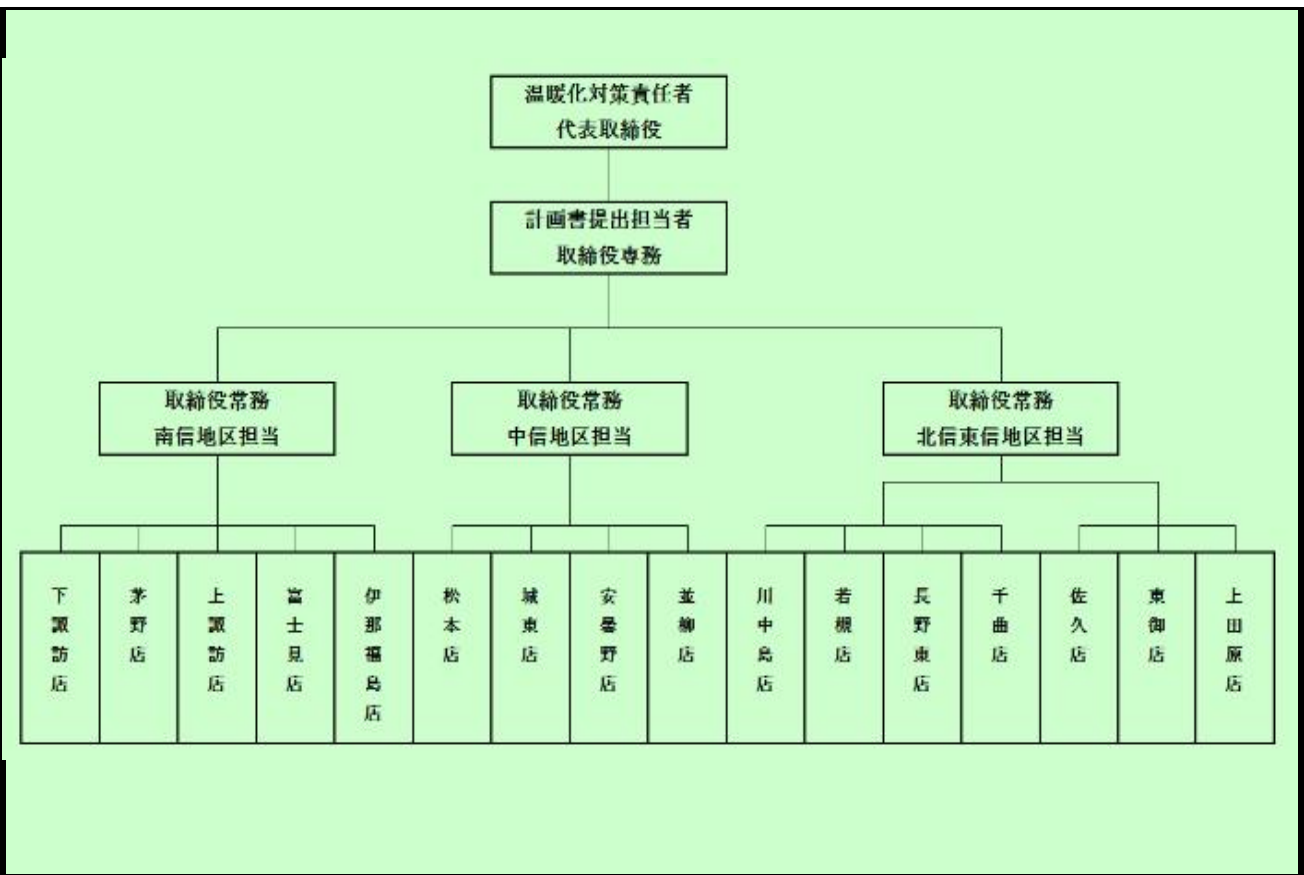 温暖化対策責任者
代表取締役
計画書提出担当者
取締役専務
取締役常務
南信地区担当
取締役常務
中信地区担当
取締役常務
北信東信地区担当
下諏訪店
茅野店
上諏訪店
富士見店
伊那福島店
松本店
城東店
安曇野店
並柳店
川中島店
若槻店
長野東店
千曲店
佐久店
東御店
上田原店